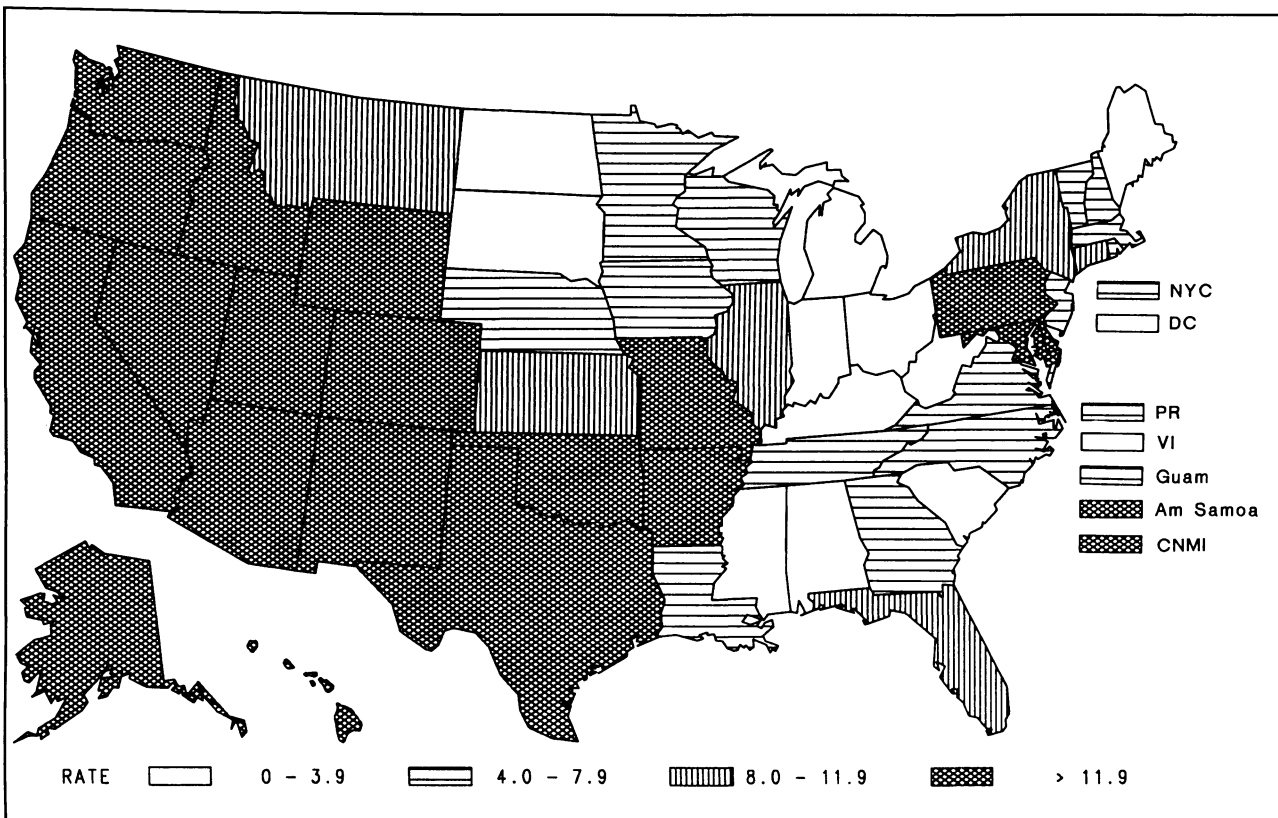 NYC
DC
PR
VI
Guam
Am Samoa
CNMI
RATE 0 - 3.9 4.0 - 7.9 8.0 - 11.9 > 11.9